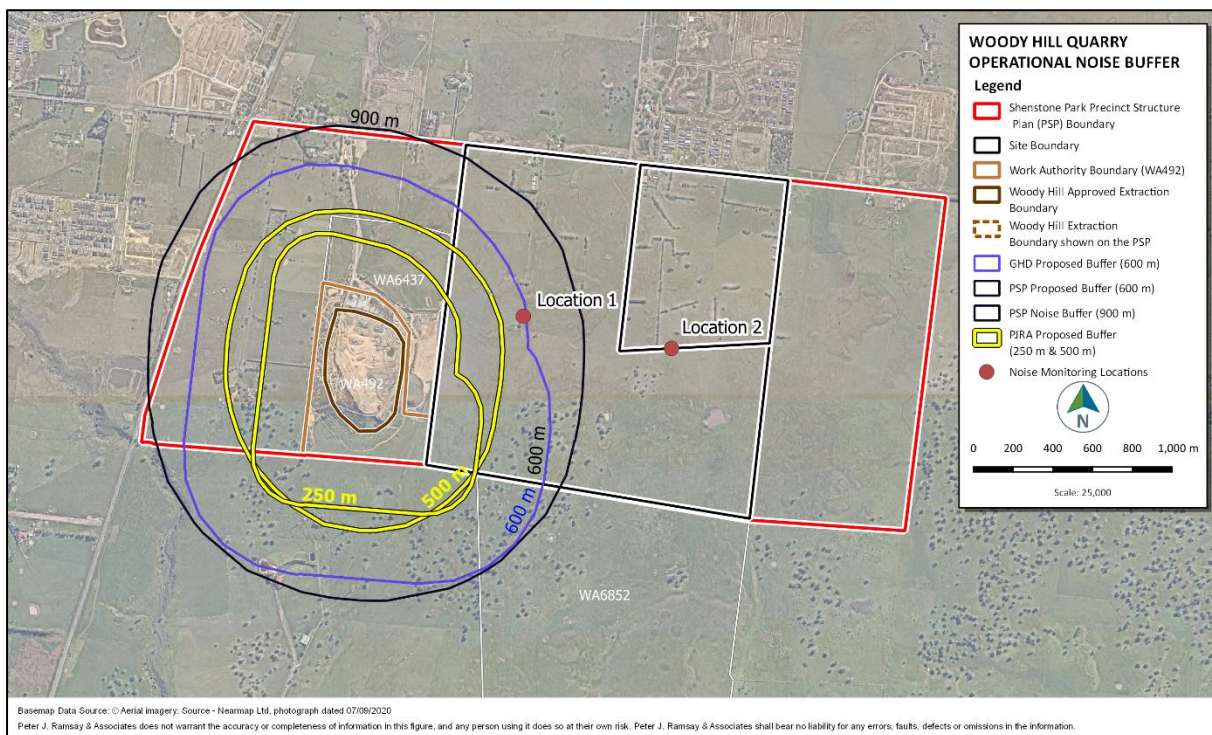 WOODY HILL QUARRY
OPERATIONAL NOISE BUFFER
Legend
Shenstone Park Precinct Structure
Plan (PSP) Boundary
Site Boundary
Work Authority Boundary (WA492)
Woody Hill Approved Extraction
Boundary
Woody Hill Extraction
Boundary shown on the PSP
GHD Proposed Buffer (600 m)
PSP Proposed Buffer (600 m)
PSP Noise Buffer (900 m)
PJRA Proposed Buffer
(250 m & 500 m)
Noise Monitoring Locations
N
0 200 400 600 800 1,000 m
Scale: 25,000
900 m
WA6437
Location 1
Location 2
WA492
600 m
500 m
250 m
600 m
WA6852
Basemap Data Source: © Aerial imagery: Source - Nearmap Ltd, photograph dated 07/09/2020
Peter J. Ramsay & Associates does not warrant the accuracy or completeness of information in this figure, and any person using it does so at their own risk. Peter J. Ramsay & Associates shall bear no liability for any errors, faults, defects or omissions in the information.